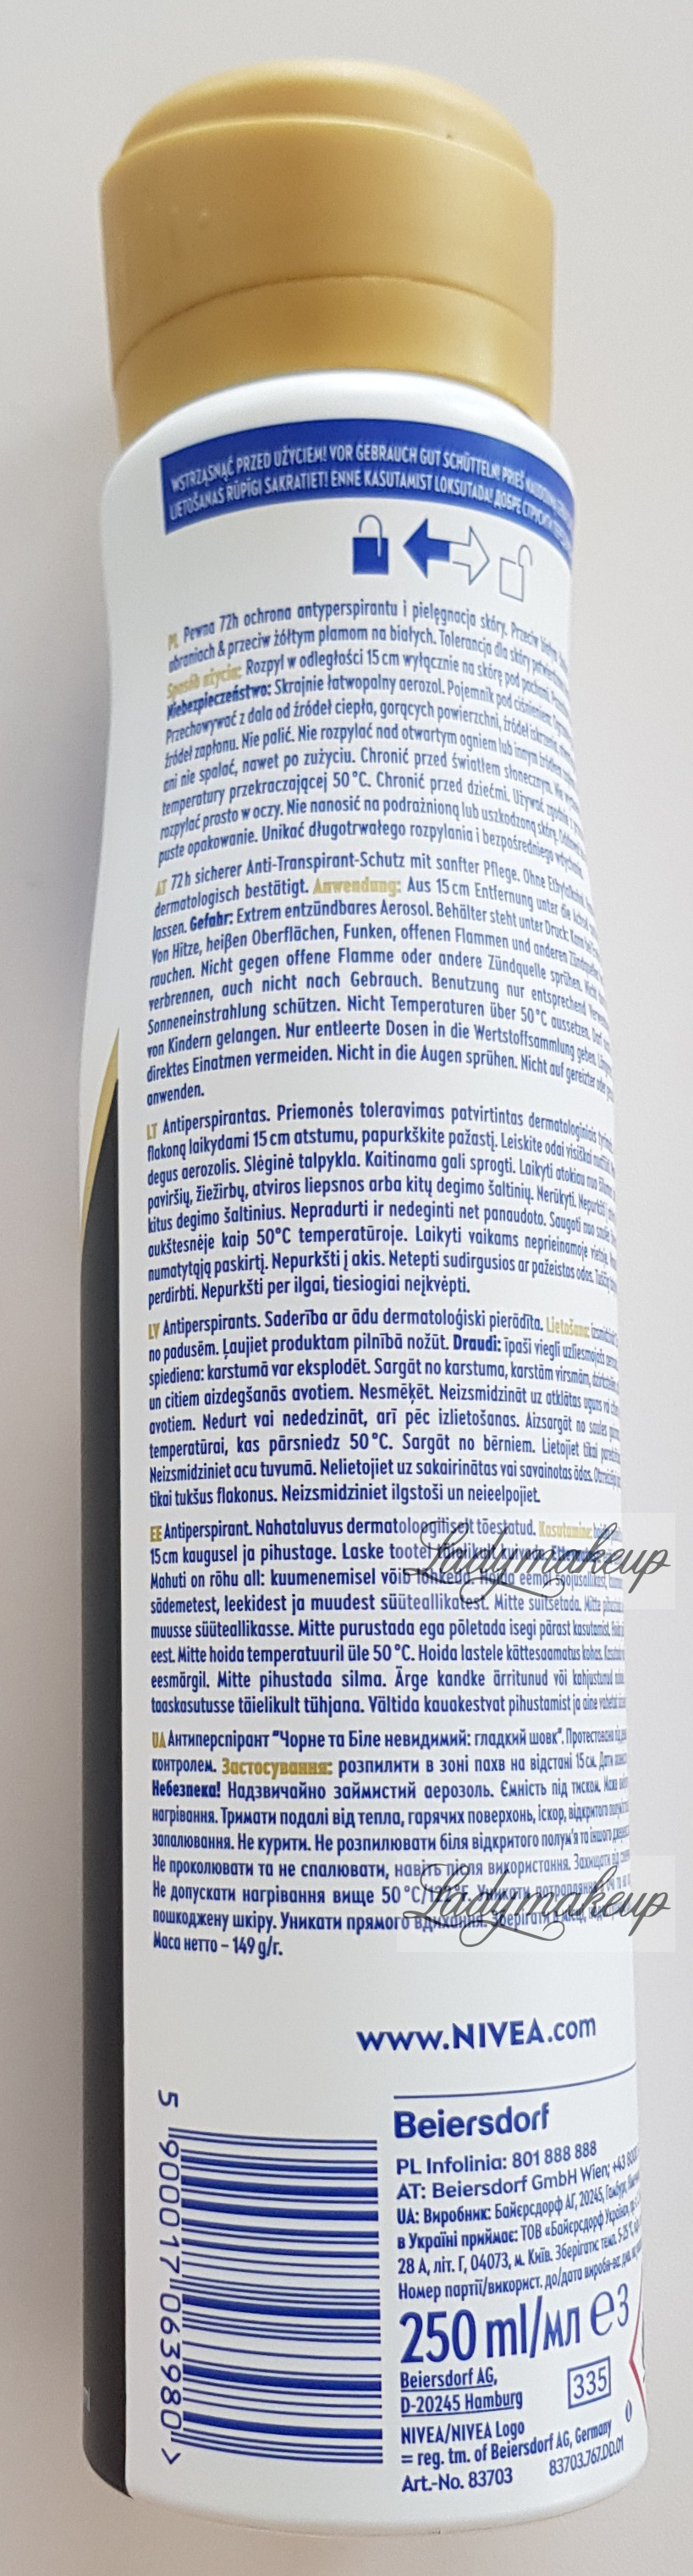 WSTRZĄSNĄĆ PRZED UŻYCIEM! VOR GEBRAUCH GUT SCHÜTTELN! PRIEŠ
LIETOŠANAS RŪPĪGI SAKRATIET! ENNE KASUTAMIST LOKSUTADA! ДОБРЕ
PL Pewna 72h ochrona antyperspirantu i pielęgnacja skóry. Przeciw białym
ubraniach & przeciw żółtym plamom na białych. Tolerancja dla skóry
Sposób użycia: Rozpyl w odległości 15 cm wyłącznie na skórę pod pachami.
Niebezpieczeństwo: Skrajnie łatwopalny aerozol. Pojemnik pod ciśnieniem:
Przechowywać z dala od źródeł ciepła, gorących powierzchni, źródeł iskrzenia,
źródeł zapłonu. Nie palić. Nie rozpylać nad otwartym ogniem lub innym źródłem
ani nie spalać, nawet po zużyciu. Chronić przed światłem słonecznym. Nie
temperatury przekraczającej 50 °C. Chronić przed dziećmi. Używać zgodnie
rozpylać prosto w oczy. Nie nanosić na podrażnioną lub uszkodzoną skórę.
puste opakowanie. Unikać długotrwałego rozpylania i bezpośredniego wdychania.
AT 72h sicherer Anti-Transpirant-Schutz mit sanfter Pflege. Ohne
dermatologisch bestätigt. Anwendung: Aus 15 cm Entfernung unter die
lassen. Gefahr: Extrem entzündbares Aerosol. Behälter steht unter Druck:
Von Hitze, heißen Oberflächen, Funken, offenen Flammen und anderen
rauchen. Nicht gegen offene Flamme oder andere Zündquelle sprühen. Nicht
verbrennen, auch nicht nach Gebrauch. Benutzung nur entsprechend
Sonneneinstrahlung schützen. Nicht Temperaturen über 50 °C aussetzen. Darf
von Kindern gelangen. Nur entleerte Dosen in die Wertstoffsammlung geben.
direktes Einatmen vermeiden. Nicht in die Augen sprühen. Nicht auf gereizter oder
anwenden.
LT Antiperspirantas. Priemonės toleravimas patvirtintas dermatologiniais
flakoną laikydami 15 cm atstumu, papurkškite pažastį. Leiskite odai visiškai
degus aerozolis. Slėginė talpykla. Kaitinama gali sprogti. Laikyti atokiau nuo
paviršių, žiežirbų, atviros liepsnos arba kitų degimo šaltinių. Nerūkyti. Nepurkšti
kitus degimo šaltinius. Nepradurti ir nedeginti net panaudota. Saugoti nuo
aukštesnėje kaip 50°C temperatūroje. Laikyti vaikams neprieinamoje vietoje.
numatytąją paskirtį. Nepurkšti į akis. Netepti sudirgusios ar pažeistos odos.
perdirbti. Nepurkšti per ilgai, tiesiogiai neįkvėpti.
LV Antiperspirants. Saderība ar ādu dermatoloģiski pierādīta. Lietošana:
no padusēm. Ļaujiet produktam pilnībā nožūt. Draudi: īpaši viegli uzliesmojošs
spiediena: karstumā var eksplodēt. Sargāt no karstuma, karstām virsmām,
un citiem aizdegšanās avotiem. Nesmēķēt. Neizsmidzināt uz atklātas uguns vai
avotiem. Nedurt vai nededzināt, arī pēc izlietošanas. Aizsargāt no saules
temperatūrai, kas pārsniedz 50 °C. Sargāt no bērniem. Lietojiet tikai
Neizsmidziniet acu tuvumā. Nelietojiet uz sakairinātas vai savainotas ādas.
tikai tukšus flakonus. Neizsmidziniet ilgstoši un neieelpojiet.
EE Antiperspirant. Nahataluvus dermatoloogiliselt tõestatud. Kasutamine:
15 cm kaugusel ja pihustage. Laske tootel täielikult kuivada.
Mahuti on rõhu all: kuumenemisel võib lõhkeda. Hoida eemal
sädemetest, leekidest ja muudest süüteallikatest. Mitte suitsetada. Mitte
muusse süüteallikasse. Mitte purustada ega põletada isegi pärast kasutamist.
eest. Mitte hoida temperatuuril üle 50 °C. Hoida lastele kättesaamatus kohas.
eesmärgil. Mitte pihustada silma. Ärge kandke ärritunud või kahjustunud
taaskasutusse täielikult tühjana. Vältida kauakestvat pihustamist ja aine
UA Антиперспірант "Чорне та Біле невидимий: гладкий шовк". Протестовано
контролем. Застосування: розпилити в зоні пахв на відстані 15 см.
Небезпека! Надзвичайно займистий аерозоль. Ємність під тиском.
нагрівання. Тримати подалі від тепла, гарячих поверхонь, іскор, відкритого
запалювання. Не курити. Не розпилювати біля відкритого полум'я та іншого
Не проколювати та не спалювати, навіть після використання. Захищати від
Не допускати нагрівання вище 50 °C/122 °F. Уникати
пошкоджену шкіру. Уникати прямого вдихання. Зберігати в
Маса нетто – 149 g/г.
Ladymakeup
Ladymakeup
www.NIVEA.com
Beiersdorf
PL Infolinia: 801 888 888
AT: Beiersdorf GmbH Wien; +43
UA: Виробник: Байєрсдорф АГ, 20245, Гамбург,
в Україні приймає: ТОВ «Байєрсдорф Україна»,
28 А, літ. Г, 04073, м. Київ. Зберігати: темп. 5-25 °C
Номер партії/використ. до/дата
250 ml/мл ℮ 3
Beiersdorf AG,
D-20245 Hamburg
335
NIVEA/NIVEA Logo
= reg. tm. of Beiersdorf AG, Germany
Art.-No. 83703
83703.767.DD.01
5 900017 063980 >